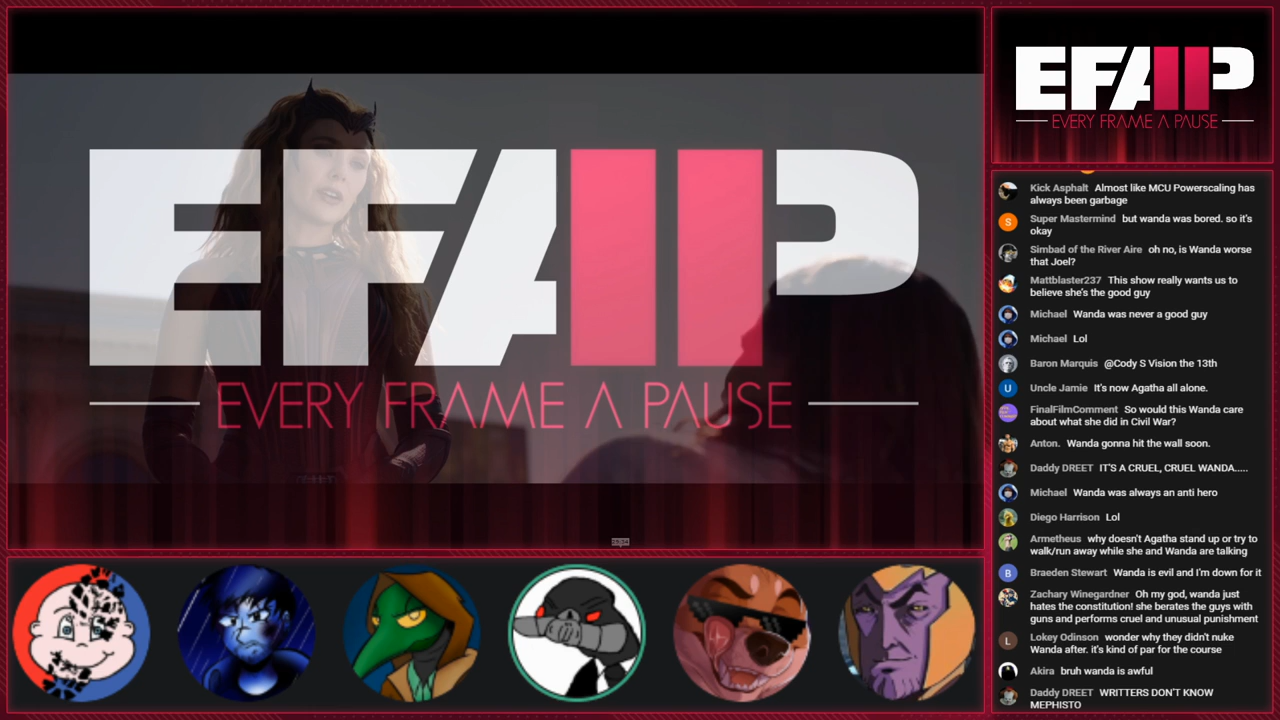 EFAP
EVERY FRAME A PAUSE
EFAP
EVERY FRAME A PAUSE
Kick Asphalt Almost like MCU Powerscaling has
always been garbage
S
Super Mastermind but wanda was bored. so it's
okay
Simbad of the River Aire oh no, is Wanda worse
that Joel?
Mattblaster237 This show really wants us to
believe she's the good guy
Michael Wanda was never a good guy
Michael Lol
Baron Marquis @Cody S Vision the 13th
U
Uncle Jamie It's now Agatha all alone.
FinalFilmComment So would this Wanda care
about what she did in Civil War?
Anton. Wanda gonna hit the wall soon.
Daddy DREET IT'S A CRUEL, CRUEL WANDA.....
Michael Wanda was always an anti hero
Diego Harrison Lol
Armetheus why doesn't Agatha stand up or try to
walk/run away while she and Wanda are talking
B
Braeden Stewart Wanda is evil and I'm down for it
Zachary Winegardner Oh my god, wanda just
hates the constitution! she berates the guys with
guns and performs cruel and unusual punishment
L
Lokey Odinson wonder why they didn't nuke
Wanda after. it's kind of par for the course
Akira bruh wanda is awful
Daddy DREET WRITTERS DON'T KNOW
MEPHISTO